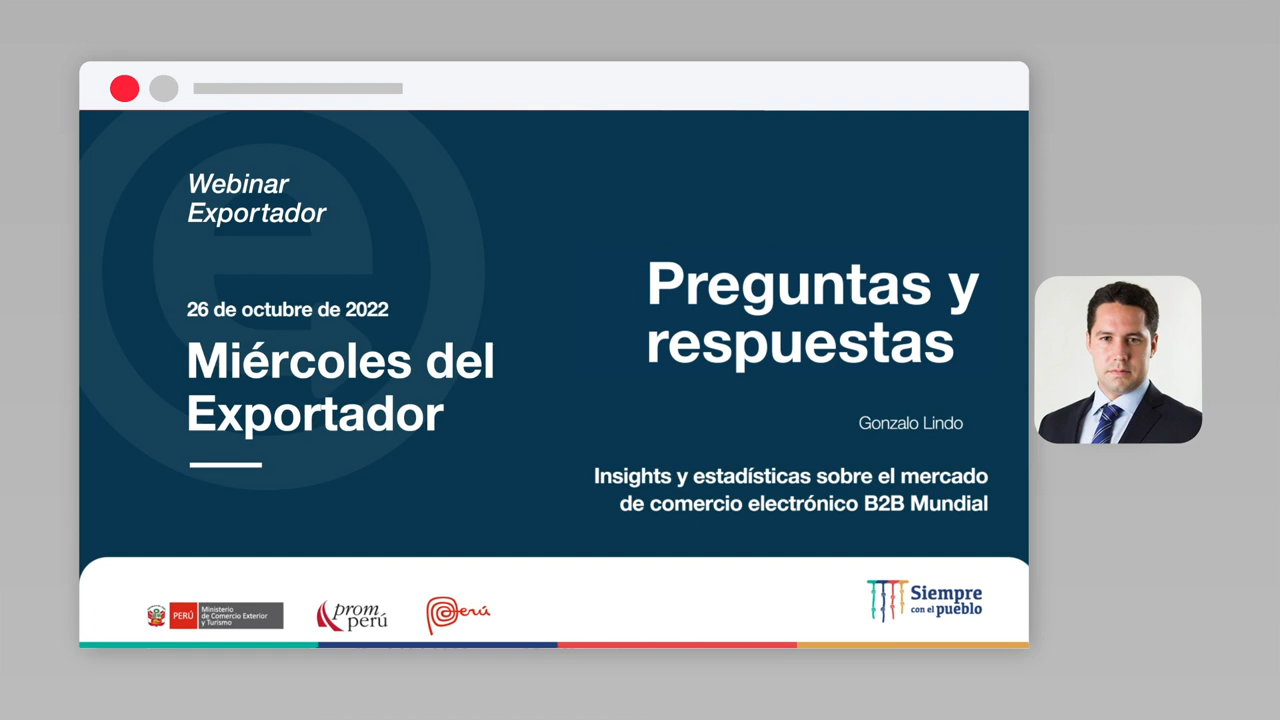 Webinar
Exportador
26 de octubre de 2022
Miércoles del
Exportador
Preguntas y
respuestas
Gonzalo Lindo
Insights y estadísticas sobre el mercado
de comercio electrónico B2B Mundial
PERÚ
Ministerio
de Comercio Exterior
y Turismo
prom
perú
Perú
Siempre
con el pueblo